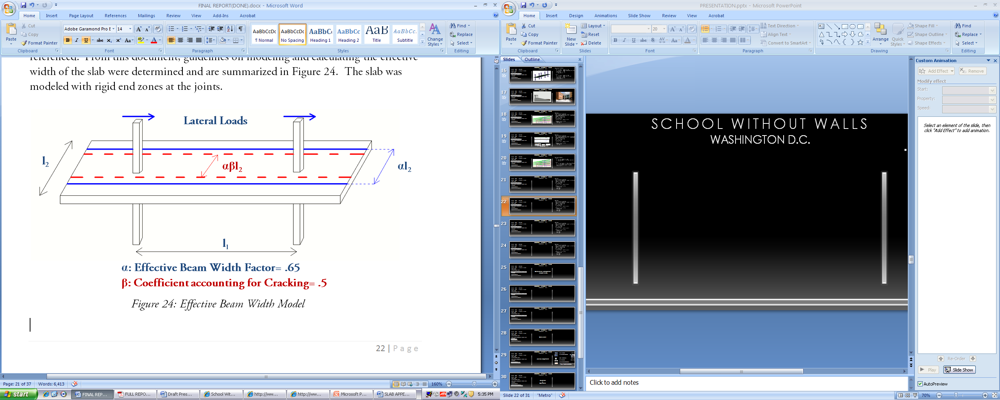 FINAL REPORT(DONE).docx - Microsoft Word
Home Insert Page Layout References Mailings Review View Add-Ins Acrobat
Paste
Cut
Copy
Format Painter
Clipboard
Adobe Garamond Pro E 14
Font
Paragraph
AaBbCcDc AaBbCcDc AaBbCc AaBbCc AaB AaBbCc.
¶ Normal No Spacing Heading 1 Heading 2 Title Subtitle
Change Styles
Styles
Find
Replace
Select
Editing
referenced. From this document, guidelines on modeling and calculating the effective
width of the slab were determined and are summarized in Figure 24. The slab was
modeled with rigid end zones at the joints.
Lateral Loads
l2
αβl2
αl2
l1
α: Effective Beam Width Factor= .65
β: Coefficient accounting for Cracking= .5
Figure 24: Effective Beam Width Model
22 | Page
Page: 21 of 37 Words: 6,413 160%
start FINAL REP... FULL REPO... Draft Pres... School Wit... http://ww... http://ww... Microsoft P... SLAB APPE... 5:35 PM
PRESENTATION.pptx - Microsoft PowerPoint
Home Insert Design Animations Slide Show Review View Acrobat
Paste
Cut
Copy
Format Painter
Clipboard
New Slide
Layout
Reset
Delete
Slides
20
Font
Text Direction
Align Text
Convert to SmartArt
Paragraph
Arrange
Quick Styles
Shape Fill
Shape Outline
Shape Effects
Drawing
Find
Replace
Select
Editing
Slides Outline
16
17
18
19
20
21
22
23
24
25
26
27
28
29
30
SCHOOL WITHOUT WALLS
WASHINGTON D.C.
Click to add notes
Custom Animation
Add Effect Remove
Modify effect
Start:
Property:
Speed:
Select an element of the slide, then
click "Add Effect" to add animation.
Re-Order
Play Slide Show
AutoPreview
Slide 22 of 31 "Metro" 70%